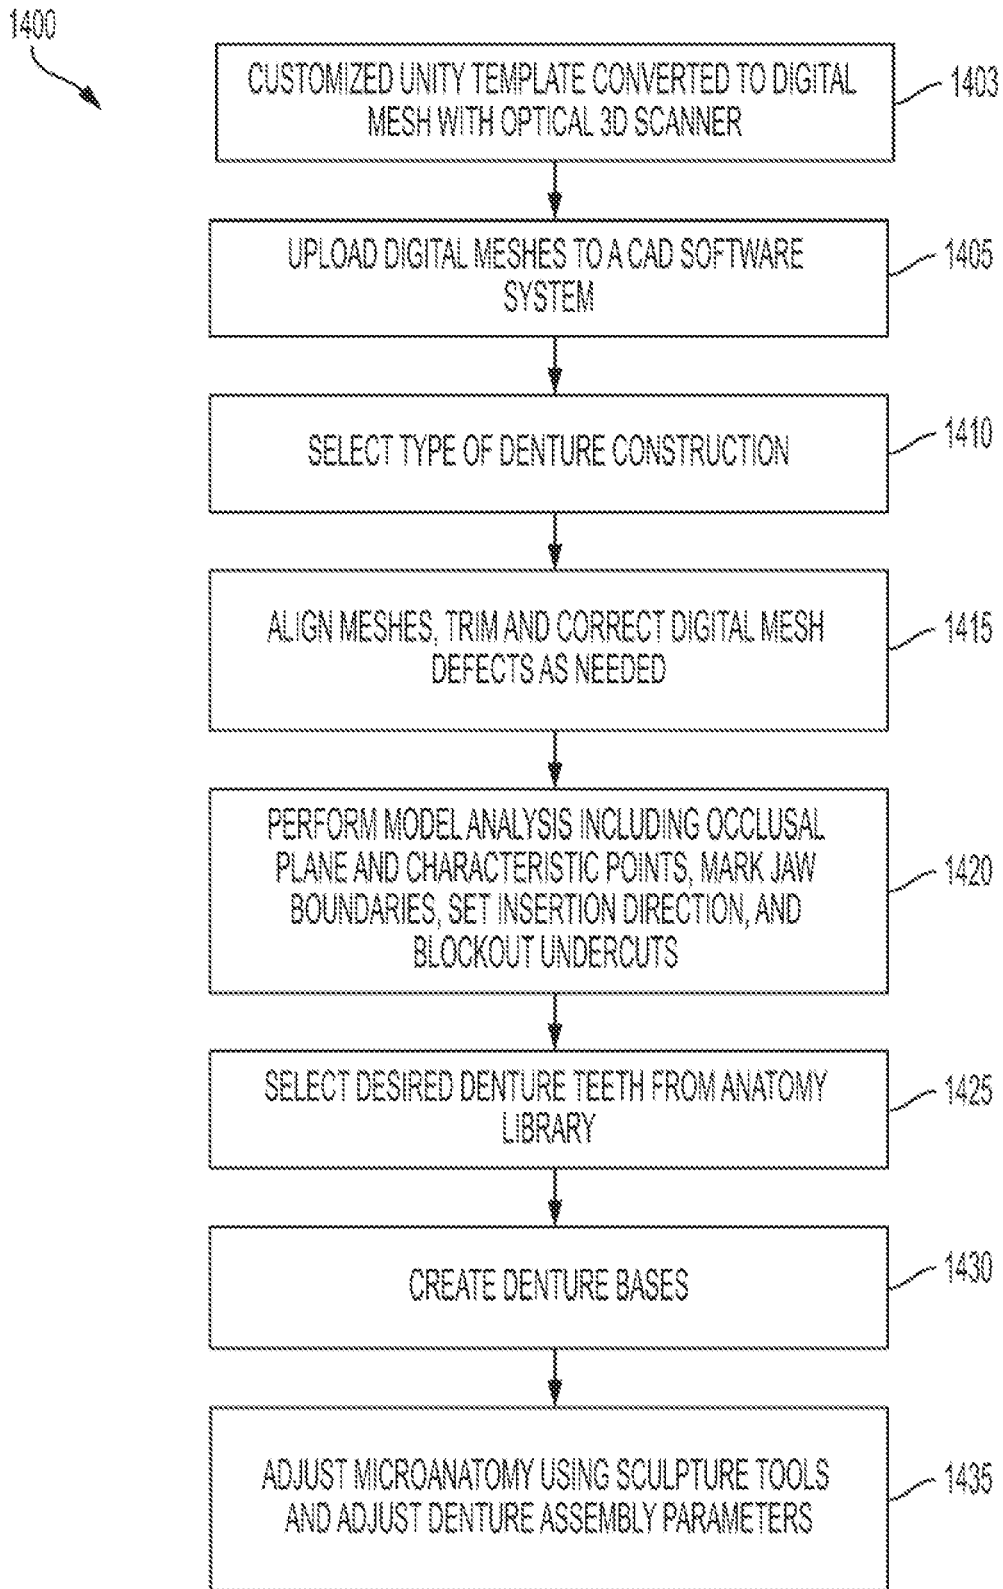 1400
CUSTOMIZED UNITY TEMPLATE CONVERTED TO DIGITAL
MESH WITH OPTICAL 3D SCANNER
1403
UPLOAD DIGITAL MESHES TO A CAD SOFTWARE
SYSTEM
1405
SELECT TYPE OF DENTURE CONSTRUCTION
1410
ALIGN MESHES, TRIM AND CORRECT DIGITAL MESH
DEFECTS AS NEEDED
1415
PERFORM MODEL ANALYSIS INCLUDING OCCLUSAL
PLANE AND CHARACTERISTIC POINTS, MARK JAW
BOUNDARIES, SET INSERTION DIRECTION, AND
BLOCKOUT UNDERCUTS
1420
SELECT DESIRED DENTURE TEETH FROM ANATOMY
LIBRARY
1425
CREATE DENTURE BASES
1430
ADJUST MICROANATOMY USING SCULPTURE TOOLS
AND ADJUST DENTURE ASSEMBLY PARAMETERS
1435